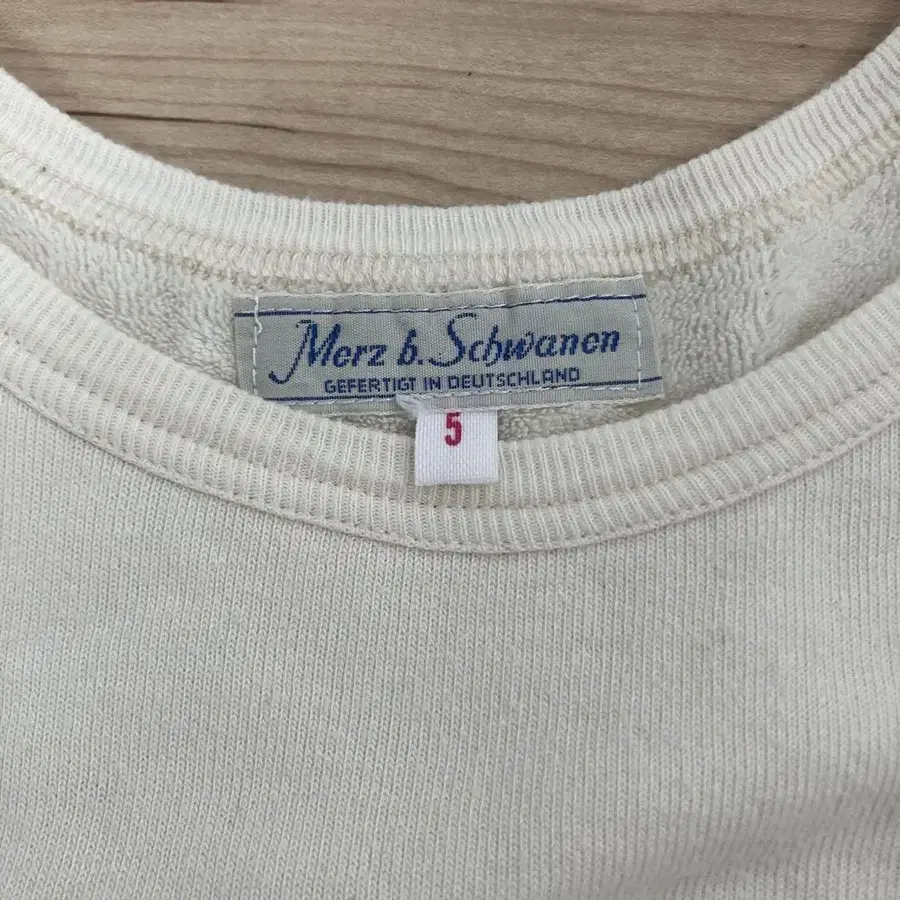 Merz b. Schwanen
GEFERTIGT IN DEUTSCHLAND
5